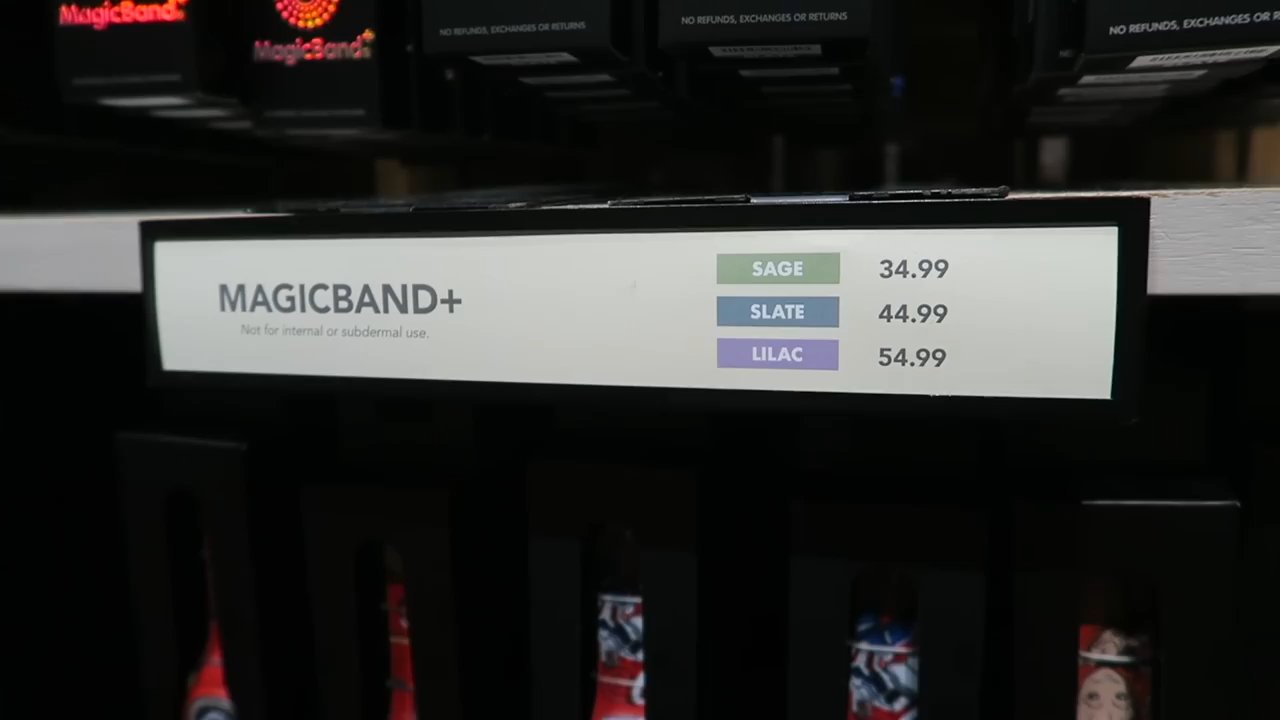 MagicBand+
MagicBand+
NO REFUNDS, EXCHANGES OR RETURNS
NO REFUNDS, EXCHANGES OR RETURNS
NO REFUNDS, EXCHANGES OR
MAGICBAND+
Not for internal or subdermal use.
SAGE 34.99
SLATE 44.99
LILAC 54.99